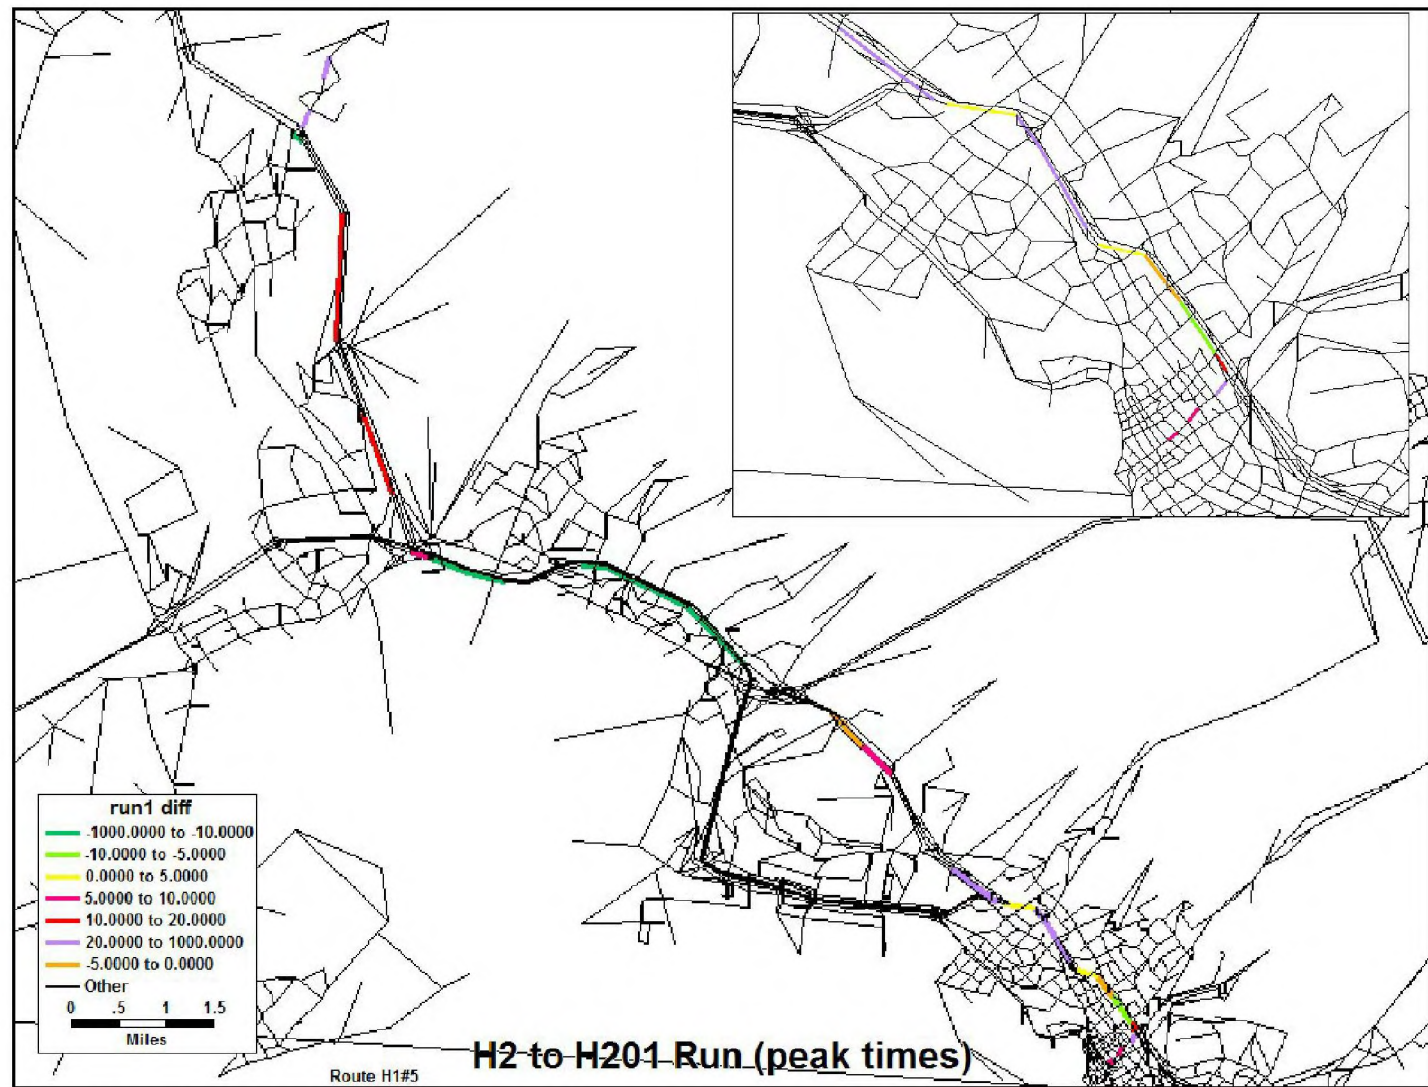 run1 diff
-1000.0000 to -10.0000
-10.0000 to -5.0000
0.0000 to 5.0000
5.0000 to 10.0000
10.0000 to 20.0000
20.0000 to 1000.0000
-5.0000 to 0.0000
Other
0 .5 1 1.5
Miles
H2 to H201 Run (peak times)
Route H1#5